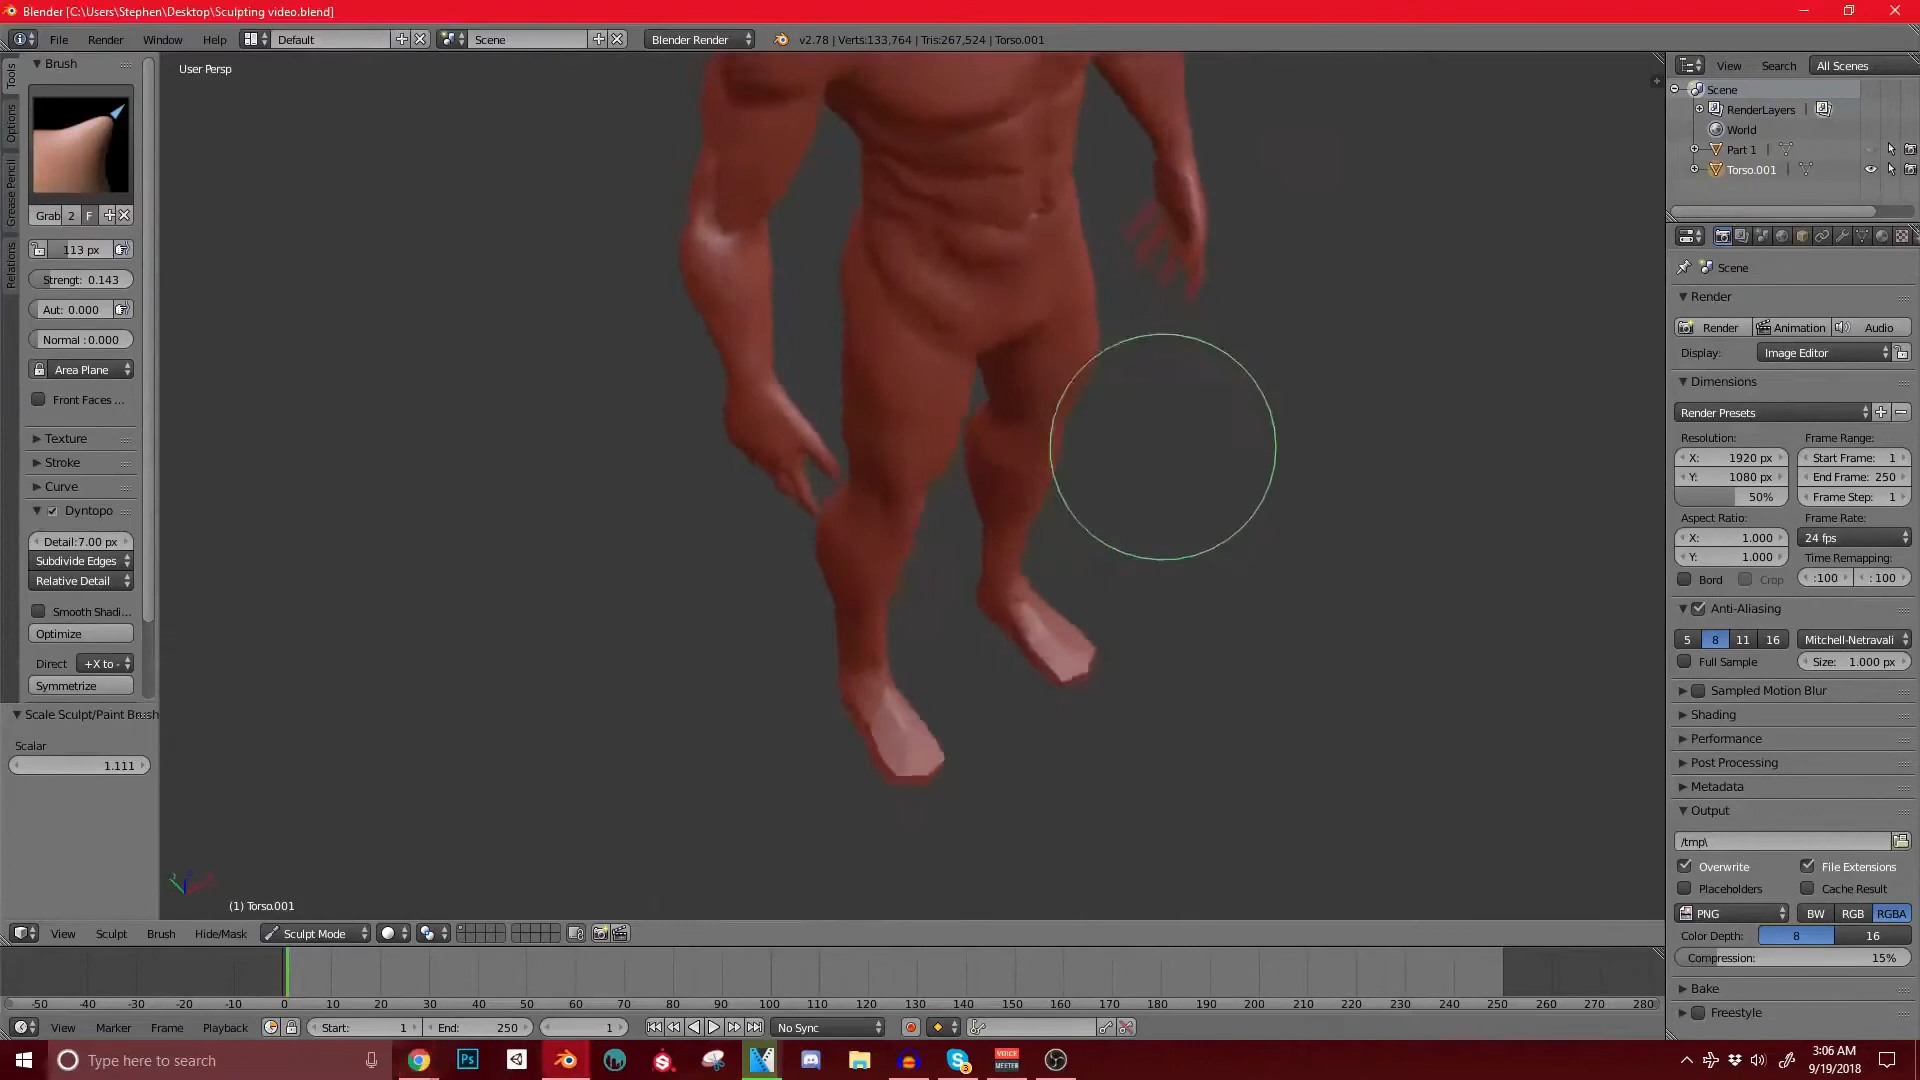 Blender [C:\Users\Stephen\Desktop\Sculpting video.blend]
File Render Window Help Default Scene Blender Render v2.78 | Verts:133,764 | Tris:267,524 | Torso.001
Tools
Options
Grease Pencil
Relations
Brush
Grab 2 F
113 px
Strengt: 0.143
Aut: 0.000
Normal : 0.000
Area Plane
Front Faces ...
Texture
Stroke
Curve
Dyntopo
Detail:7.00 px
Subdivide Edges
Relative Detail
Smooth Shadi...
Optimize
Direct +X to -
Symmetrize
Scale Sculpt/Paint Brush
Scalar
1.111
User Persp
(1) Torso.001
View Sculpt Brush Hide/Mask Sculpt Mode
View Search All Scenes
Scene
RenderLayers |
World
Part 1 |
Torso.001 |
Scene
Render
Render Animation Audio
Display: Image Editor
Dimensions
Render Presets
Resolution: Frame Range:
X: 1920 px Start Frame: 1
Y: 1080 px End Frame: 250
50% Frame Step: 1
Aspect Ratio: Frame Rate:
X: 1.000 24 fps
Y: 1.000 Time Remapping:
Bord Crop :100 : 100
Anti-Aliasing
5 8 11 16 Mitchell-Netravali
Full Sample Size: 1.000 px
Sampled Motion Blur
Shading
Performance
Post Processing
Metadata
Output
/tmp\
Overwrite File Extensions
Placeholders Cache Result
PNG BW RGB RGBA
Color Depth: 8 16
Compression: 15%
Bake
Freestyle
-50 -40 -30 -20 -10 0 10 20 30 40 50 60 70 80 90 100 110 120 130 140 150 160 170 180 190 200 210 220 230 240 250 260 270 280
View Marker Frame Playback Start: 1 End: 250 1 No Sync
Type here to search
Ps
VOICE MEETER
3
3:06 AM
9/19/2018